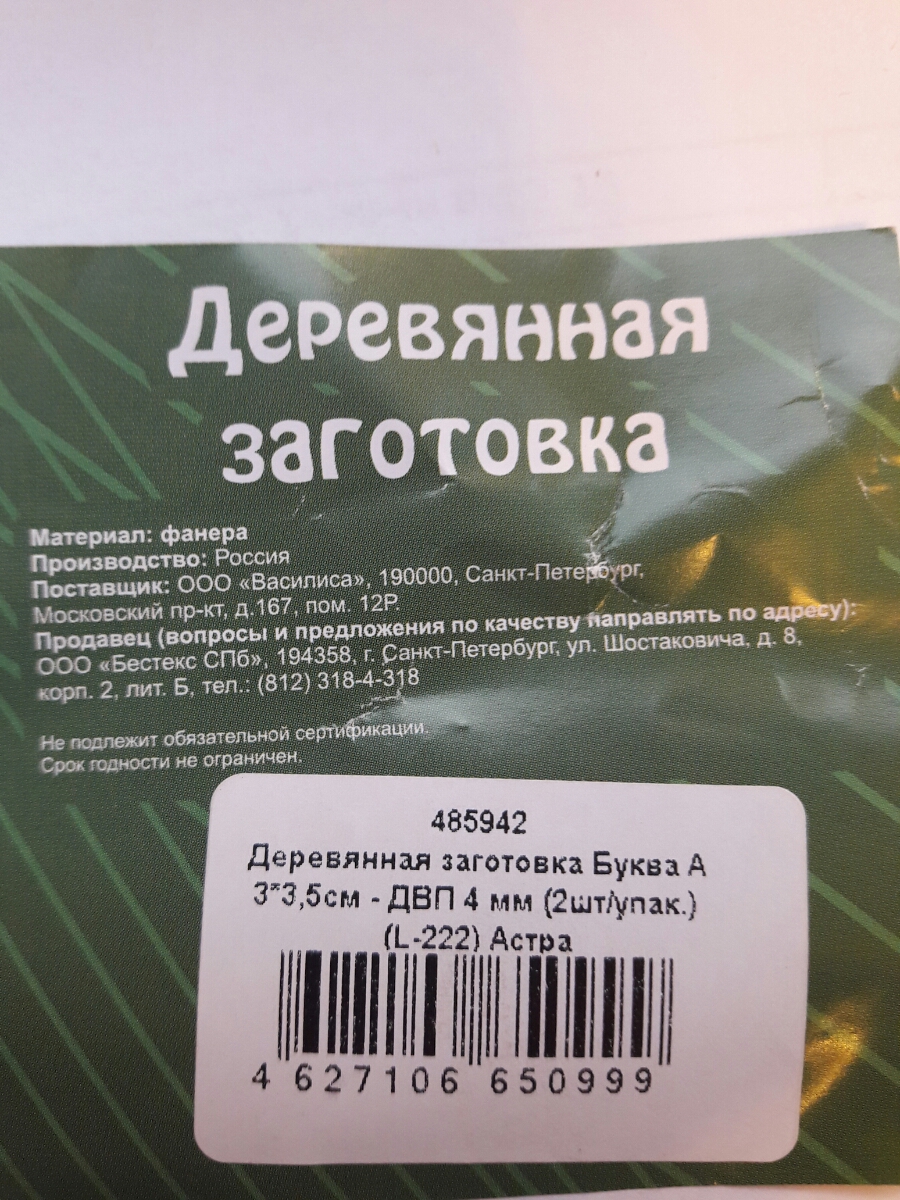 Деревянная
заготовка
Материал: фанера
Производство: Россия
Поставщик: ООО «Василиса», 190000, Санкт-Петербург,
Московский пр-кт, д.167, пом. 12Р.
Продавец (вопросы и предложения по качеству направлять по адресу):
ООО «Бестекс СПб», 194358, г. Санкт-Петербург, ул. Шостаковича, д. 8,
корп. 2, лит. Б, тел.: (812) 318-4-318
Не подлежит обязательной сертификации.
Срок годности не ограничен.
485942
Деревянная заготовка Буква А
3*3,5см - ДВП 4 мм (2шт/упак.)
(L-222) Астра
4 627106 650999